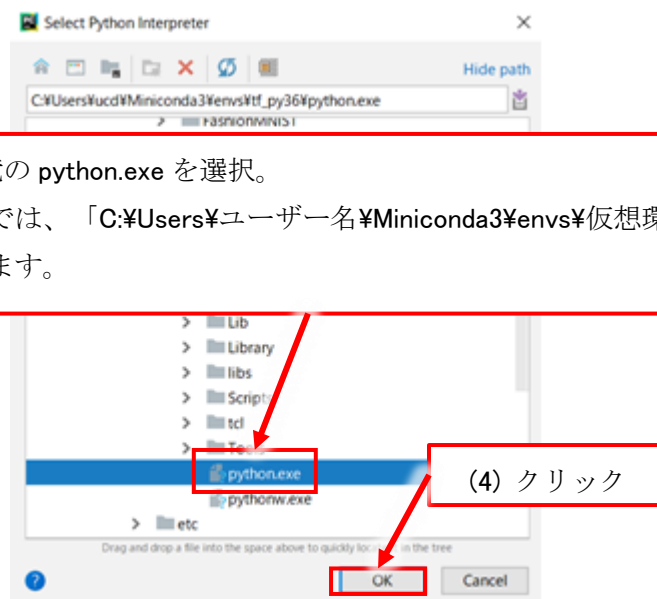 Select Python Interpreter
Hide path
C:¥Users¥ucd¥Miniconda3¥envs¥tf_py36¥python.exe
FashionMNIST
の python.exe を選択。
では、「C:¥Users¥ユーザー名¥Miniconda3¥envs¥仮想環
ます。
Lib
Library
libs
Scripts
tcl
Tools
python.exe
(4) クリック
pythonw.exe
etc
Drag and drop a file into the space above to quickly locate it in the tree
OK
Cancel